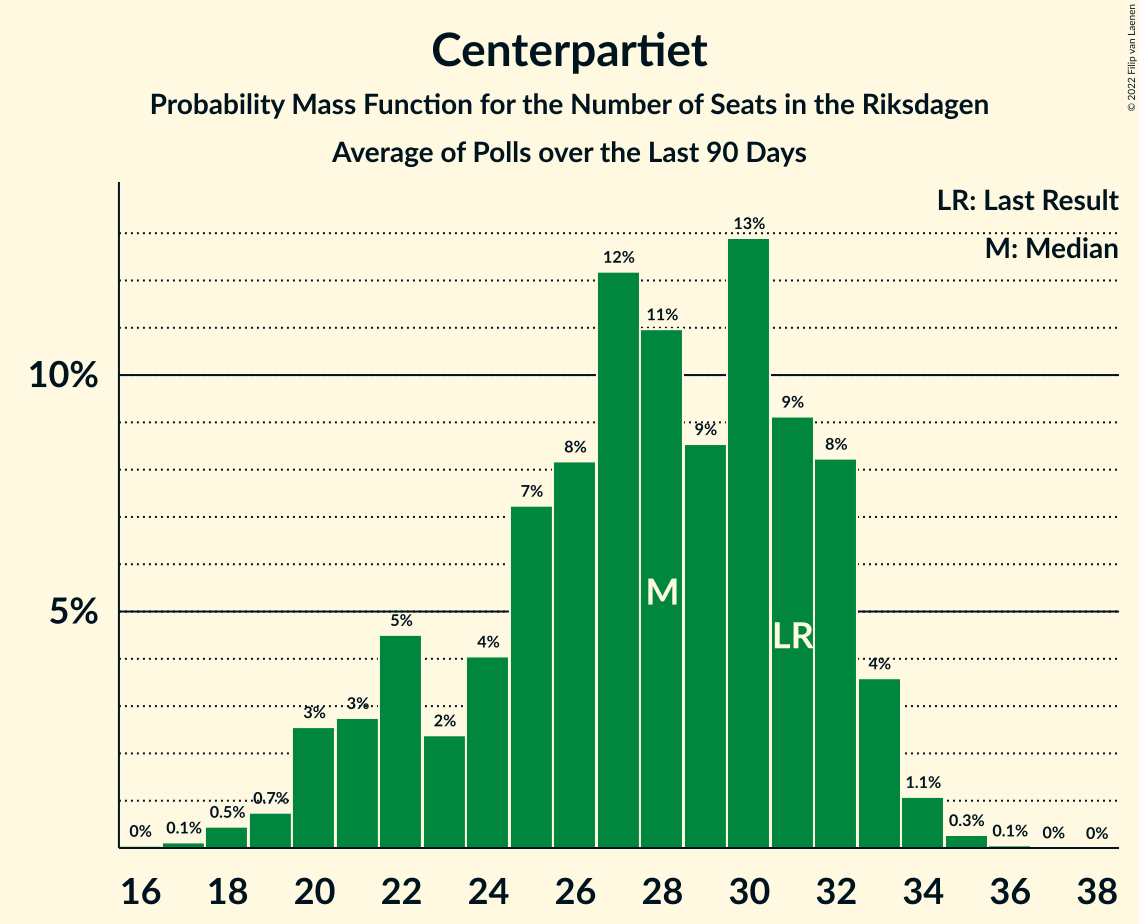 Centerpartiet
Probability Mass Function for the Number of Seats in the Riksdagen
Average of Polls over the Last 90 Days
© 2022 Filip van Laenen
LR: Last Result
M: Median
10%
5%
0%
0.1%
0.5%
0.7%
3%
3%
5%
2%
4%
7%
8%
12%
11%
9%
13%
9%
8%
4%
1.1%
0.3%
0.1%
0%
0%
M
LR
16 18 20 22 24 26 28 30 32 34 36 38